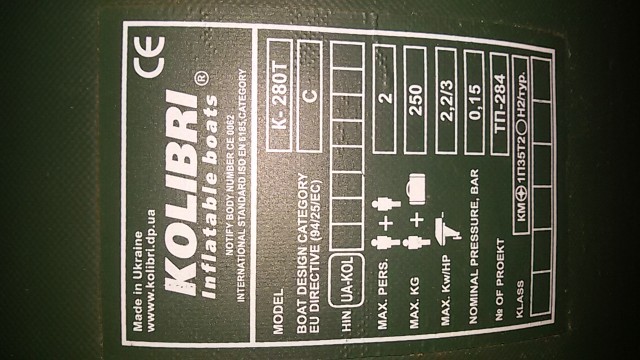 Made in Ukraine
www.kolibri.dp.ua
CE
KOLIBRI®
Inflatable boats
NOTIFY BODY NUMBER CE 0062
INTERNATIONAL STANDARD ISO EN 6185,CATEGORY
MODEL K-280T
BOAT DESIGN CATEGORY
EU DIRECTIVE (94/25/EC) C
HIN UA-KOL
MAX. PERS. 2
MAX. KG + 250
MAX. Kw/HP 2,2/3
NOMINAL PRESSURE, BAR 0,15
№ OF PROEKT ТП-284
KLASS КМ 1ПЗ5Т2 Н2/тур.